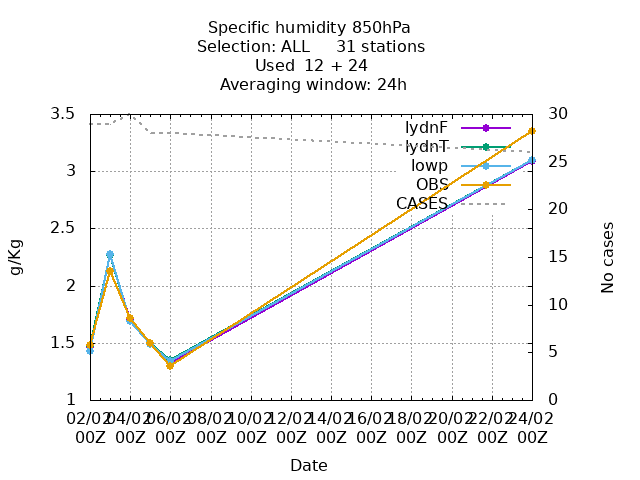 Specific humidity 850hPa
Selection: ALL     31 stations
Used  12 + 24
Averaging window: 24h
3.5
3
2.5
2
1.5
1
g/Kg
30
25
20
15
10
5
0
No cases
lydnF
lydnT
lowp
OBS
CASES
02/02 04/02 06/02 08/02 10/02 12/02 14/02 16/02 18/02 20/02 22/02 24/02
00Z 00Z 00Z 00Z 00Z 00Z 00Z 00Z 00Z 00Z 00Z 00Z
Date